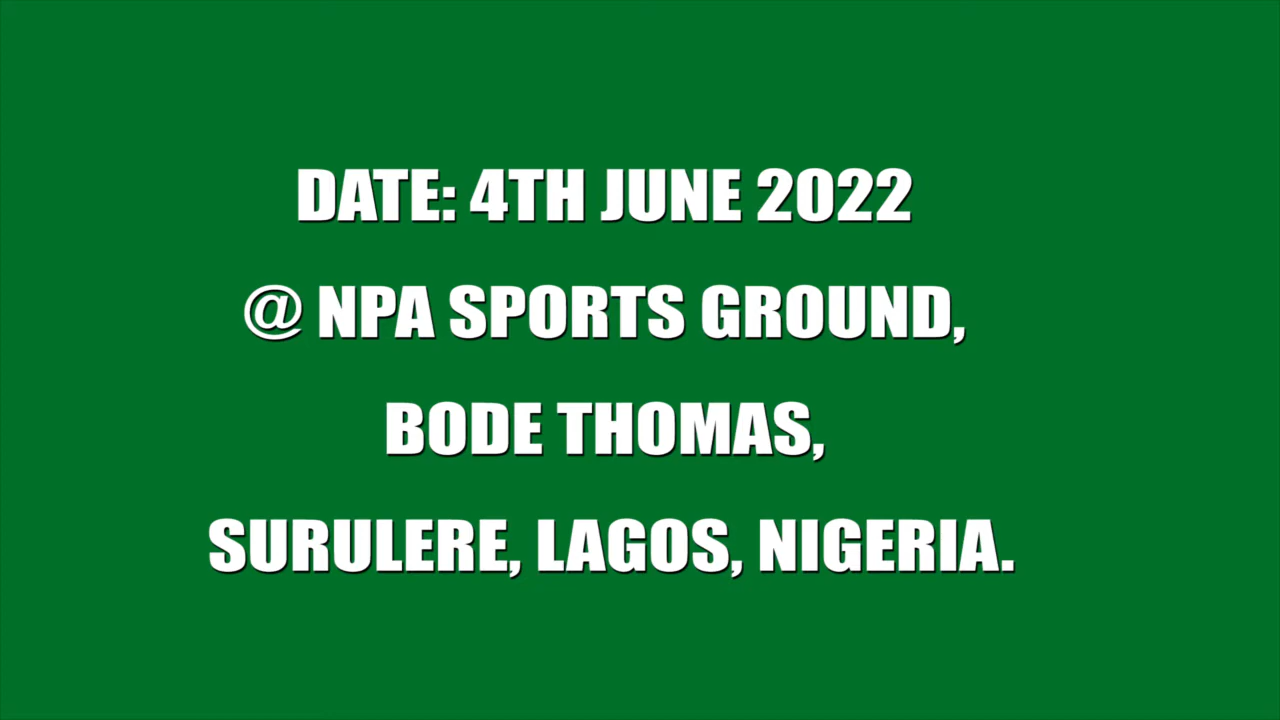 DATE: 4TH JUNE 2022
@ NPA SPORTS GROUND,
BODE THOMAS,
SURULERE, LAGOS, NIGERIA.